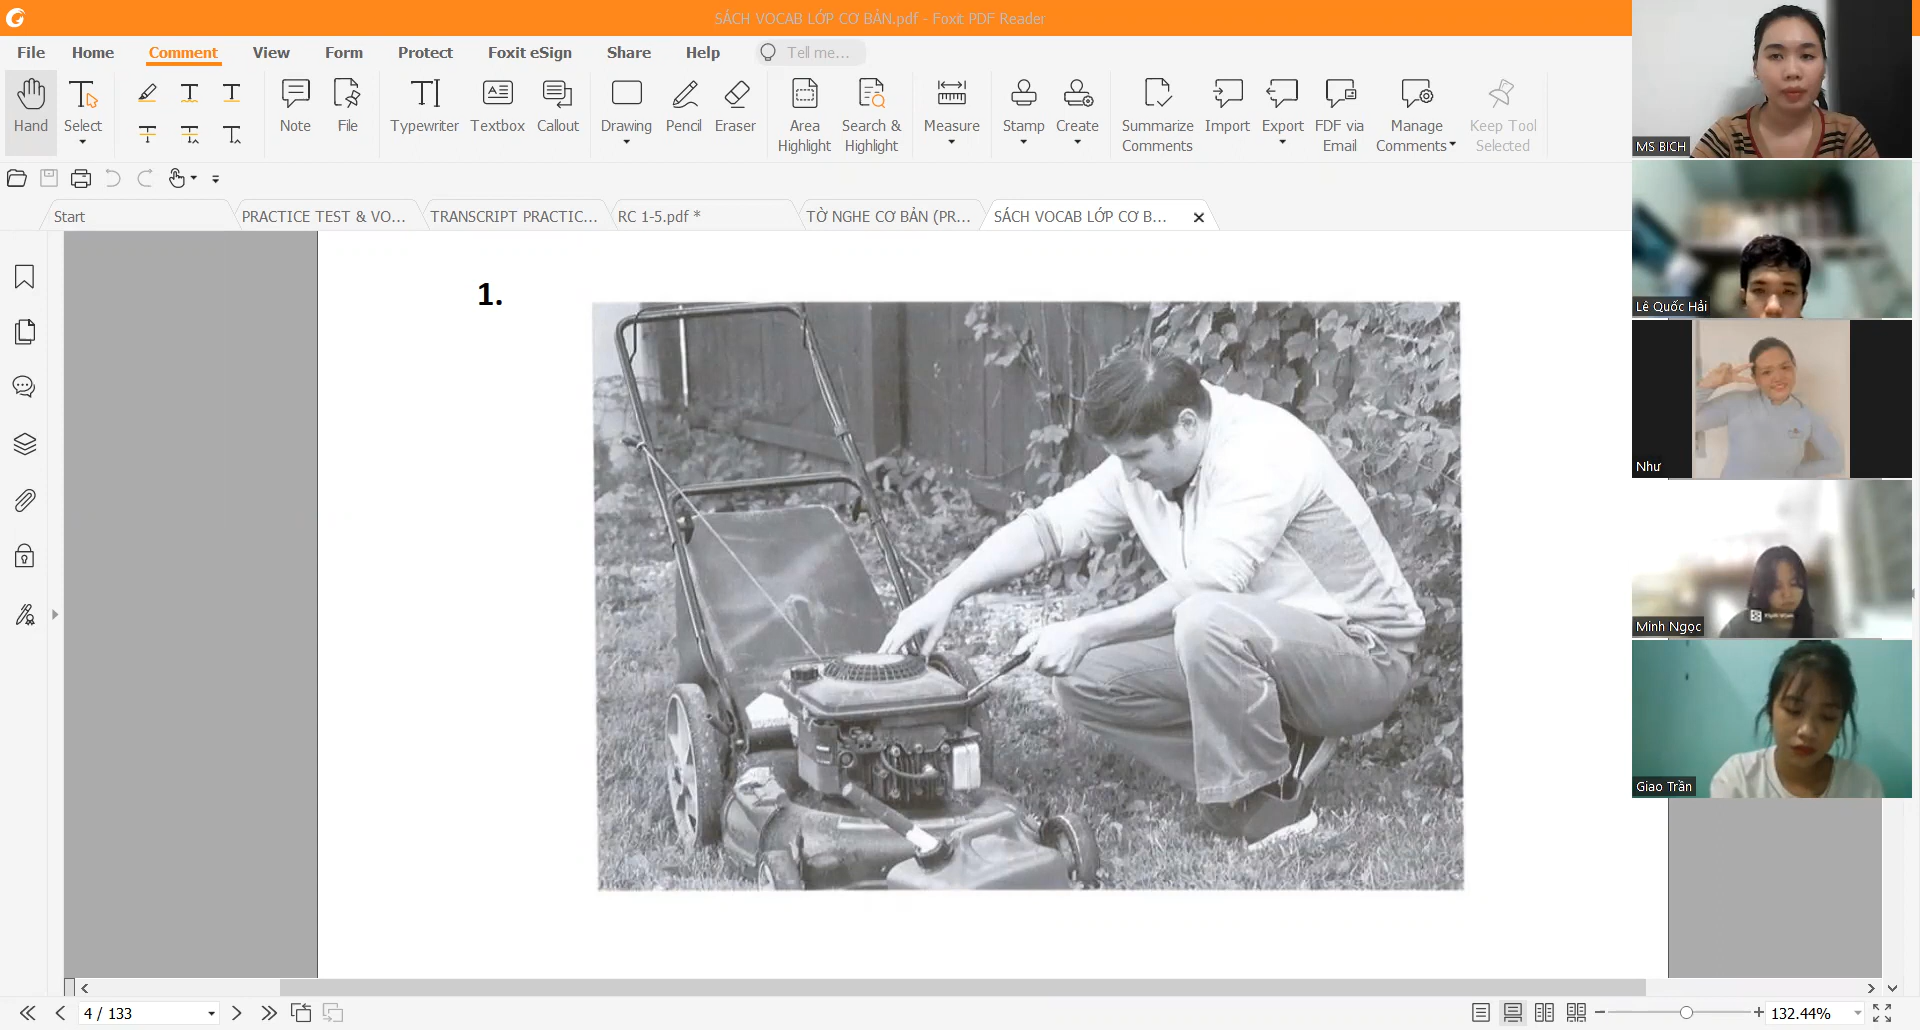 SÁCH VOCAB LỚP CƠ BẢN.pdf - Foxit PDF Reader
File Home Comment View Form Protect Foxit eSign Share Help Tell me...
Hand
Select
Note
File
Typewriter
Textbox
Callout
Drawing
Pencil
Eraser
Area Highlight
Search & Highlight
Measure
Stamp
Create
Summarize Comments
Import
Export
FDF via Email
Manage Comments
Keep Tool Selected
Start
PRACTICE TEST & VO...
TRANSCRIPT PRACTIC...
RC 1-5.pdf *
TỜ NGHE CƠ BẢN (PR...
SÁCH VOCAB LỚP CƠ B...
1.
MS BICH
Lê Quốc Hải
Như
Minh Ngọc
Giao Trần
4 / 133
132.44%